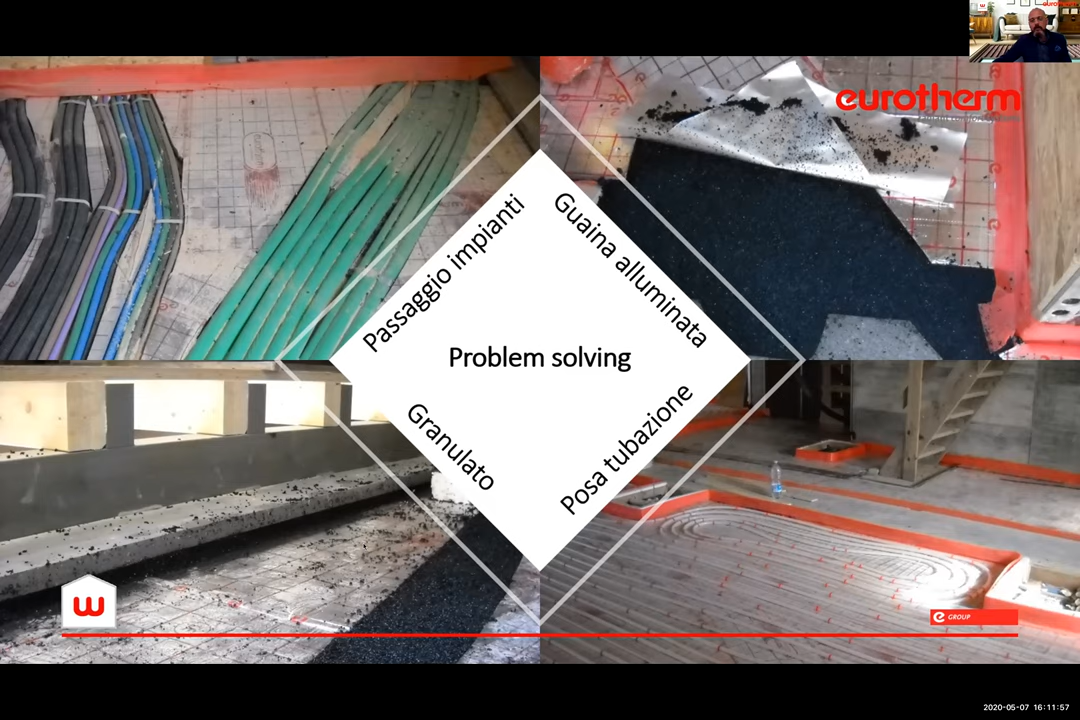 eurotherm
Passaggio impianti
Guaina alluminata
Problem solving
Granulato
Posa tubazione
w
e GROUP
2020-05-07 16:11:57